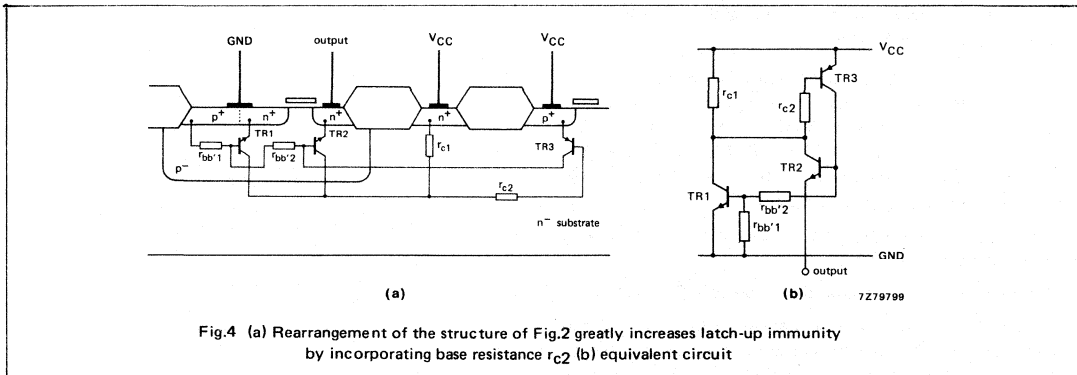 GND
output
VCC
VCC
p+
n+
n+
n+
p+
TR1
TR2
TR3
rbb'1
rbb'2
rc1
p−
rc2
n− substrate
(a)
VCC
TR3
rc1
rc2
TR2
TR1
rbb'2
rbb'1
GND
output
(b)
7Z79799
Fig.4 (a) Rearrangement of the structure of Fig.2 greatly increases latch-up immunity
by incorporating base resistance rc2 (b) equivalent circuit